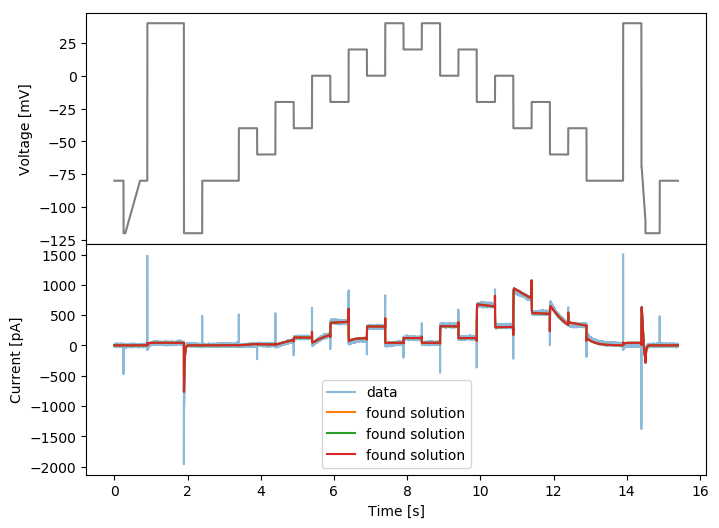 Voltage [mV]
25
0
−25
−50
−75
−100
−125
Current [pA]
1500
1000
500
0
−500
−1000
−1500
−2000
data
found solution
found solution
found solution
0 2 4 6 8 10 12 14 16
Time [s]